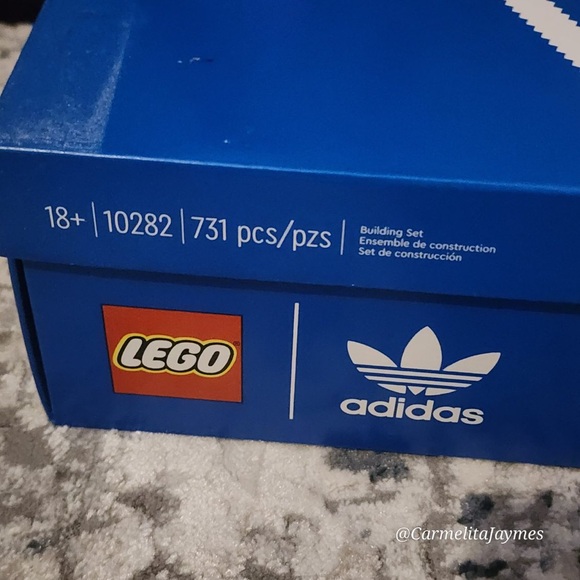 18+ | 10282 | 731 pcs/pzs
Building Set
Ensemble de construction
Set de construcción
LEGO®
adidas
@CarmelitaJaymes